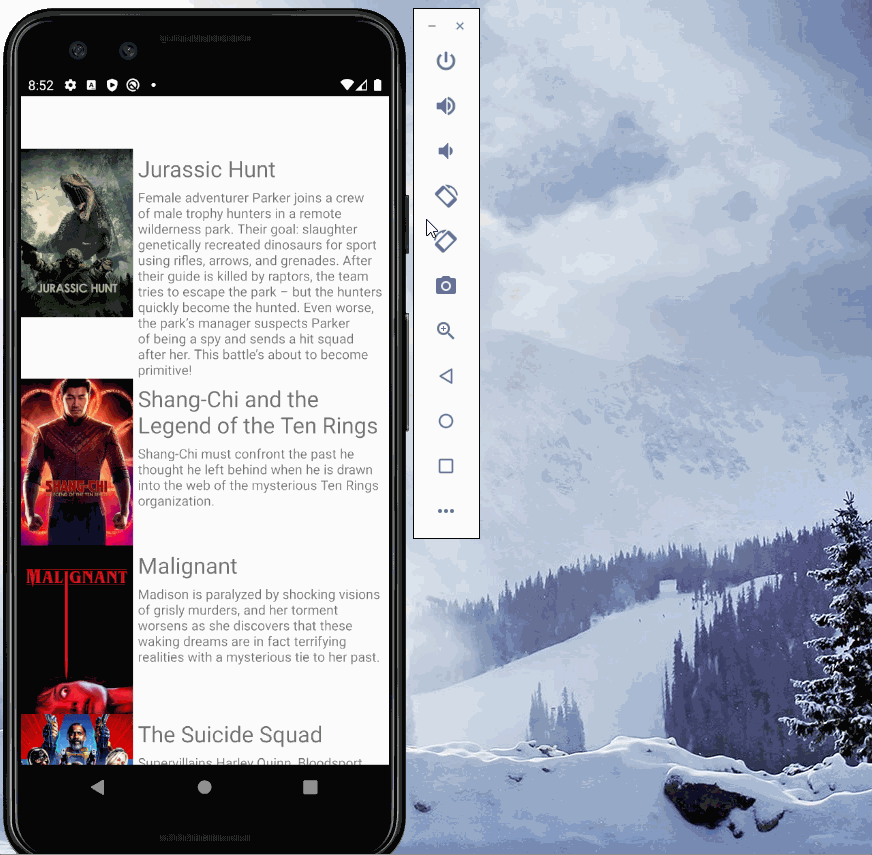 8:52
Jurassic Hunt
Female adventurer Parker joins a crew
of male trophy hunters in a remote
wilderness park. Their goal: slaughter
genetically recreated dinosaurs for sport
using rifles, arrows, and grenades. After
their guide is killed by raptors, the team
tries to escape the park – but the hunters
quickly become the hunted. Even worse,
the park's manager suspects Parker
of being a spy and sends a hit squad
after her. This battle's about to become
primitive!
JURASSIC HUNT
Shang-Chi and the
Legend of the Ten Rings
Shang-Chi must confront the past he
thought he left behind when he is drawn
into the web of the mysterious Ten Rings
organization.
SHANG-CHI
Malignant
Madison is paralyzed by shocking visions
of grisly murders, and her torment
worsens as she discovers that these
waking dreams are in fact terrifying
realities with a mysterious tie to her past.
MALIGNANT
The Suicide Squad
Supervillains Harley Quinn, Bloodsport,